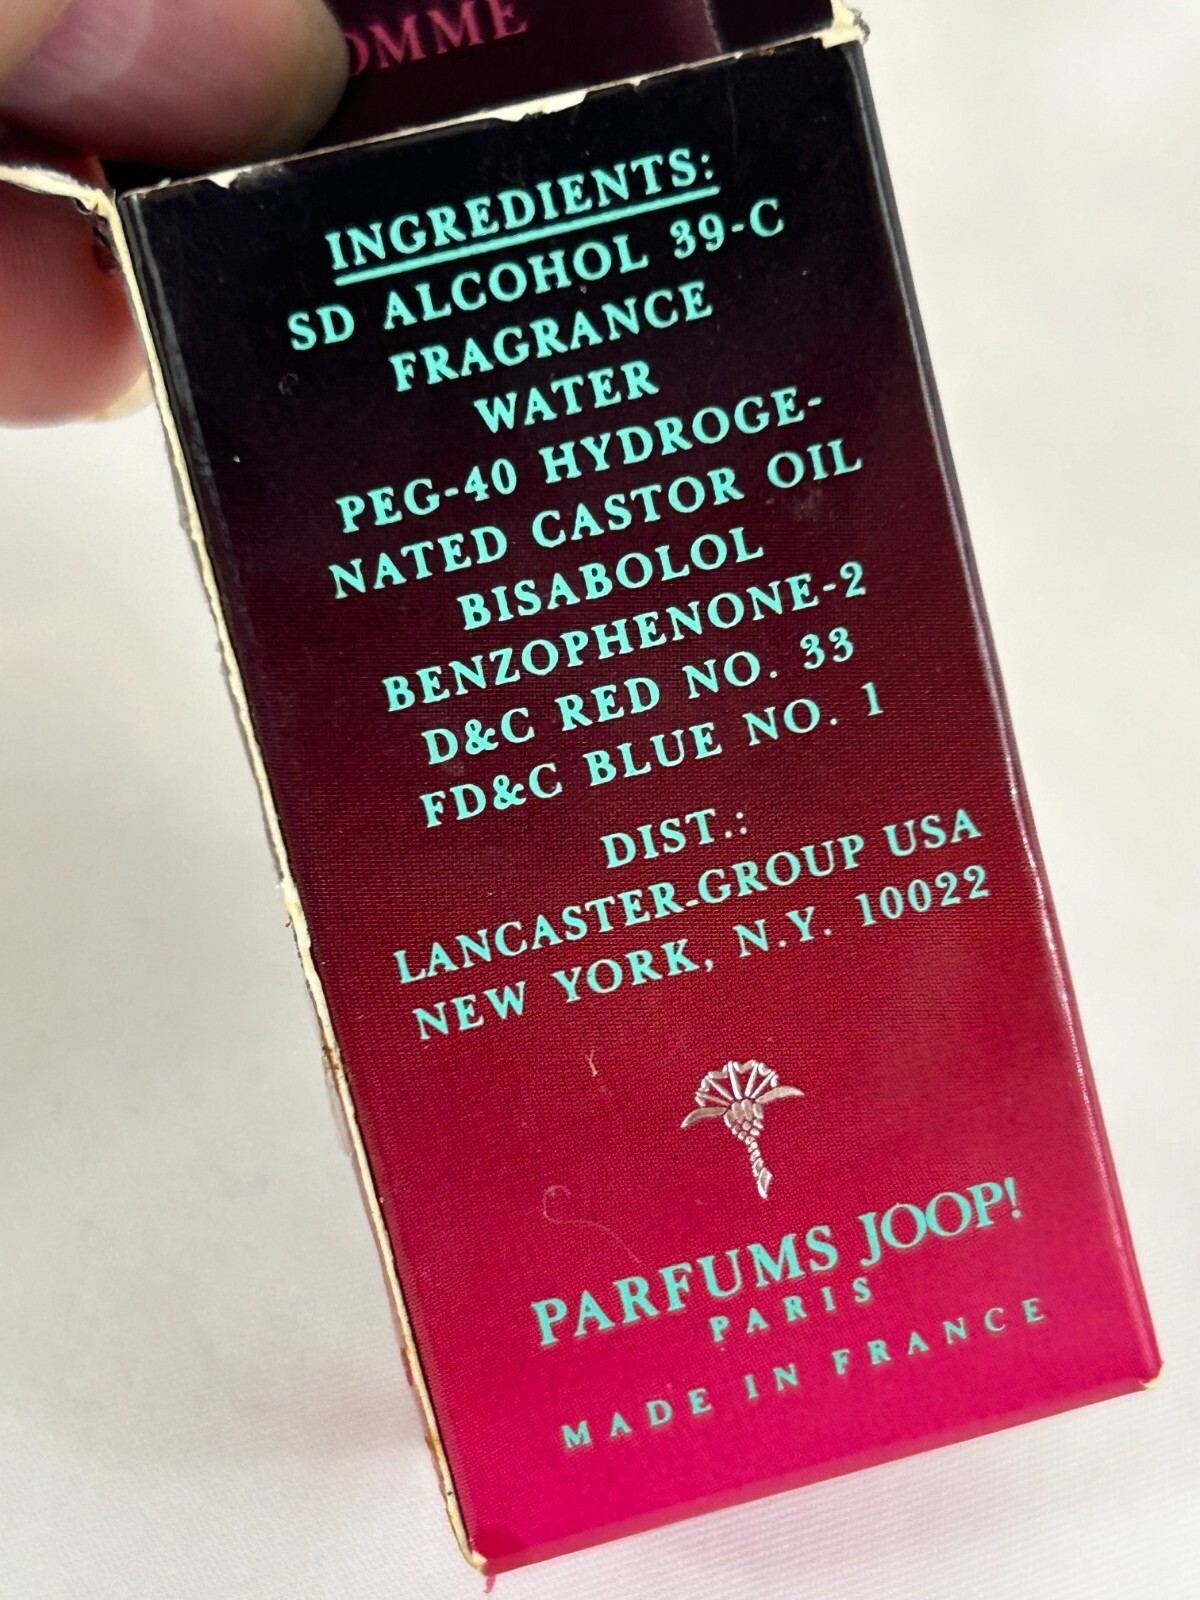 OMME
INGREDIENTS:
SD ALCOHOL 39-C
FRAGRANCE
WATER
PEG-40 HYDROGE-
NATED CASTOR OIL
BISABOLOL
BENZOPHENONE-2
D&C RED NO. 33
FD&C BLUE NO. 1
DIST.:
LANCASTER-GROUP USA
NEW YORK, N.Y. 10022
PARFUMS JOOP!
PARIS
MADE IN FRANCE